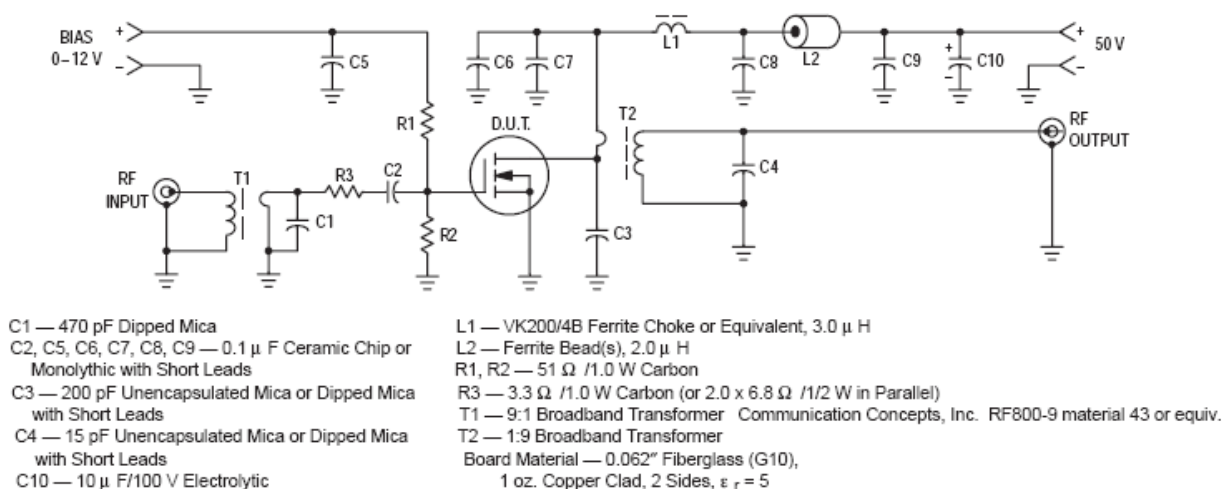 BIAS
0–12 V
+
–
C5
C6
C7
L1
C8
L2
C9
+
–
C10
+
–
50 V
R1
D.U.T.
T2
RF
OUTPUT
RF
INPUT
T1
R3
C2
C1
R2
C3
C4
C1 — 470 pF Dipped Mica
C2, C5, C6, C7, C8, C9 — 0.1 μ F Ceramic Chip or
Monolythic with Short Leads
C3 — 200 pF Unencapsulated Mica or Dipped Mica
with Short Leads
C4 — 15 pF Unencapsulated Mica or Dipped Mica
with Short Leads
C10 — 10 μ F/100 V Electrolytic
L1 — VK200/4B Ferrite Choke or Equivalent, 3.0 μ H
L2 — Ferrite Bead(s), 2.0 μ H
R1, R2 — 51 Ω /1.0 W Carbon
R3 — 3.3 Ω /1.0 W Carbon (or 2.0 x 6.8 Ω /1/2 W in Parallel)
T1 — 9:1 Broadband Transformer Communication Concepts, Inc. RF800-9 material 43 or equiv.
T2 — 1:9 Broadband Transformer
Board Material — 0.062″ Fiberglass (G10),
1 oz. Copper Clad, 2 Sides, ε r = 5